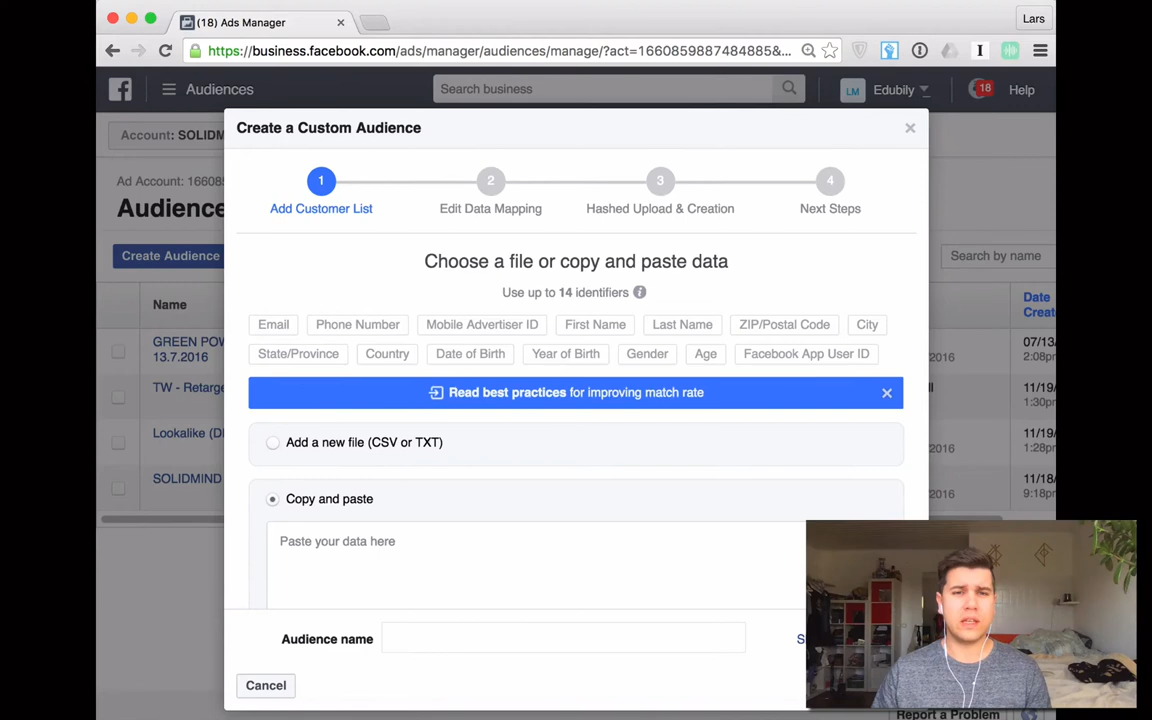 (18) Ads Manager
Lars
https://business.facebook.com/ads/manager/audiences/manage/?act=1660859887484885&...
Audiences
Search business
LM
Edubily
18
Help
Account: SOLIDM
Ad Account: 16608
Audience
Create Audience
Search by name
Name
Date
Create
GREEN POW
13.7.2016
2016
07/13/
2:08pm
TW - Retarge
11/19/
1:30pm
Lookalike (DE
2016
11/19/
1:28pm
SOLIDMIND
2016
11/18/
9:18pm
Create a Custom Audience
1
2
3
4
Add Customer List
Edit Data Mapping
Hashed Upload & Creation
Next Steps
Choose a file or copy and paste data
Use up to 14 identifiers
Email
Phone Number
Mobile Advertiser ID
First Name
Last Name
ZIP/Postal Code
City
State/Province
Country
Date of Birth
Year of Birth
Gender
Age
Facebook App User ID
Read best practices for improving match rate
Add a new file (CSV or TXT)
Copy and paste
Paste your data here
Audience name
Cancel
Report a Problem